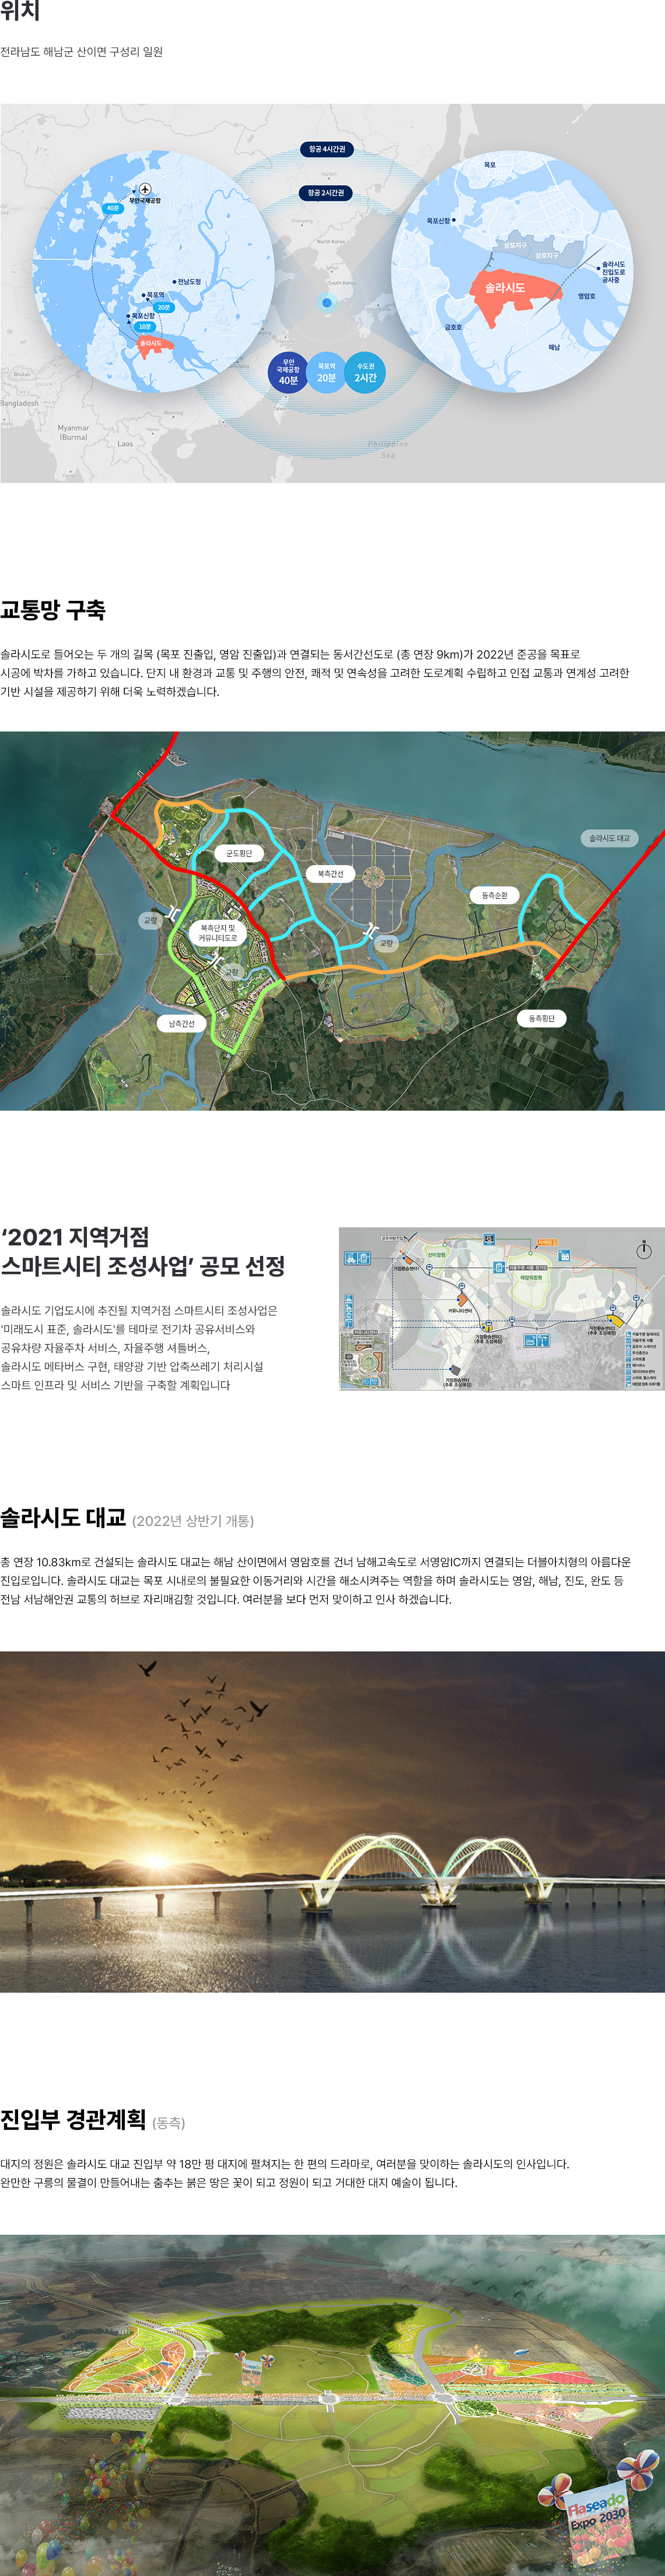 위치
전라남도 해남군 산이면 구성리 일원
항공 4시간권
항공 2시간권
40분
무안국제공항
전남도청
목포역
20분
목포신항
10분
솔라시도
North Korea
South Korea
무안
국제공항
40분
목포역
20분
수도권
2시간
목포
목포신항
삼포지구
삼호지구
솔라시도
솔라시도
진입도로
공사중
영암호
금호호
해남
Bangladesh
Myanmar
(Burma)
Laos
Philippine
Sea
교통망 구축
솔라시도로 들어오는 두 개의 길목 (목포 진출입, 영암 진출입)과 연결되는 동서간선도로 (총 연장 9km)가 2022년 준공을 목표로
시공에 박차를 가하고 있습니다. 단지 내 환경과 교통 및 주행의 안전, 쾌적 및 연속성을 고려한 도로계획 수립하고 인접 교통과 연계성 고려한
기반 시설을 제공하기 위해 더욱 노력하겠습니다.
솔라시도 대교
군도횡단
북측간선
동측순환
교량
북측단지 및
커뮤니티도로
교량
교량
남측간선
동측횡단
‘2021 지역거점
스마트시티 조성사업’ 공모 선정
솔라시도 기업도시에 추진될 지역거점 스마트시티 조성사업은
'미래도시 표준, 솔라시도'를 테마로 전기차 공유서비스와
공유차량 자율주차 서비스, 자율주행 셔틀버스,
솔라시도 메타버스 구현, 태양광 기반 압축쓰레기 처리시설
스마트 인프라 및 서비스 기반을 구축할 계획입니다
산이정원
태양의정원
커뮤니티센터
솔라시도 대교 (2022년 상반기 개통)
총 연장 10.83km로 건설되는 솔라시도 대교는 해남 산이면에서 영암호를 건너 남해고속도로 서영암IC까지 연결되는 더블아치형의 아름다운
진입로입니다. 솔라시도 대교는 목포 시내로의 불필요한 이동거리와 시간을 해소시켜주는 역할을 하며 솔라시도는 영암, 해남, 진도, 완도 등
전남 서남해안권 교통의 허브로 자리매김할 것입니다. 여러분을 보다 먼저 맞이하고 인사 하겠습니다.
진입부 경관계획 (동측)
대지의 정원은 솔라시도 대교 진입부 약 18만 평 대지에 펼쳐지는 한 편의 드라마로, 여러분을 맞이하는 솔라시도의 인사입니다.
완만한 구릉의 물결이 만들어내는 춤추는 붉은 땅은 꽃이 되고 정원이 되고 거대한 대지 예술이 됩니다.
Flaseado
Expo 2030